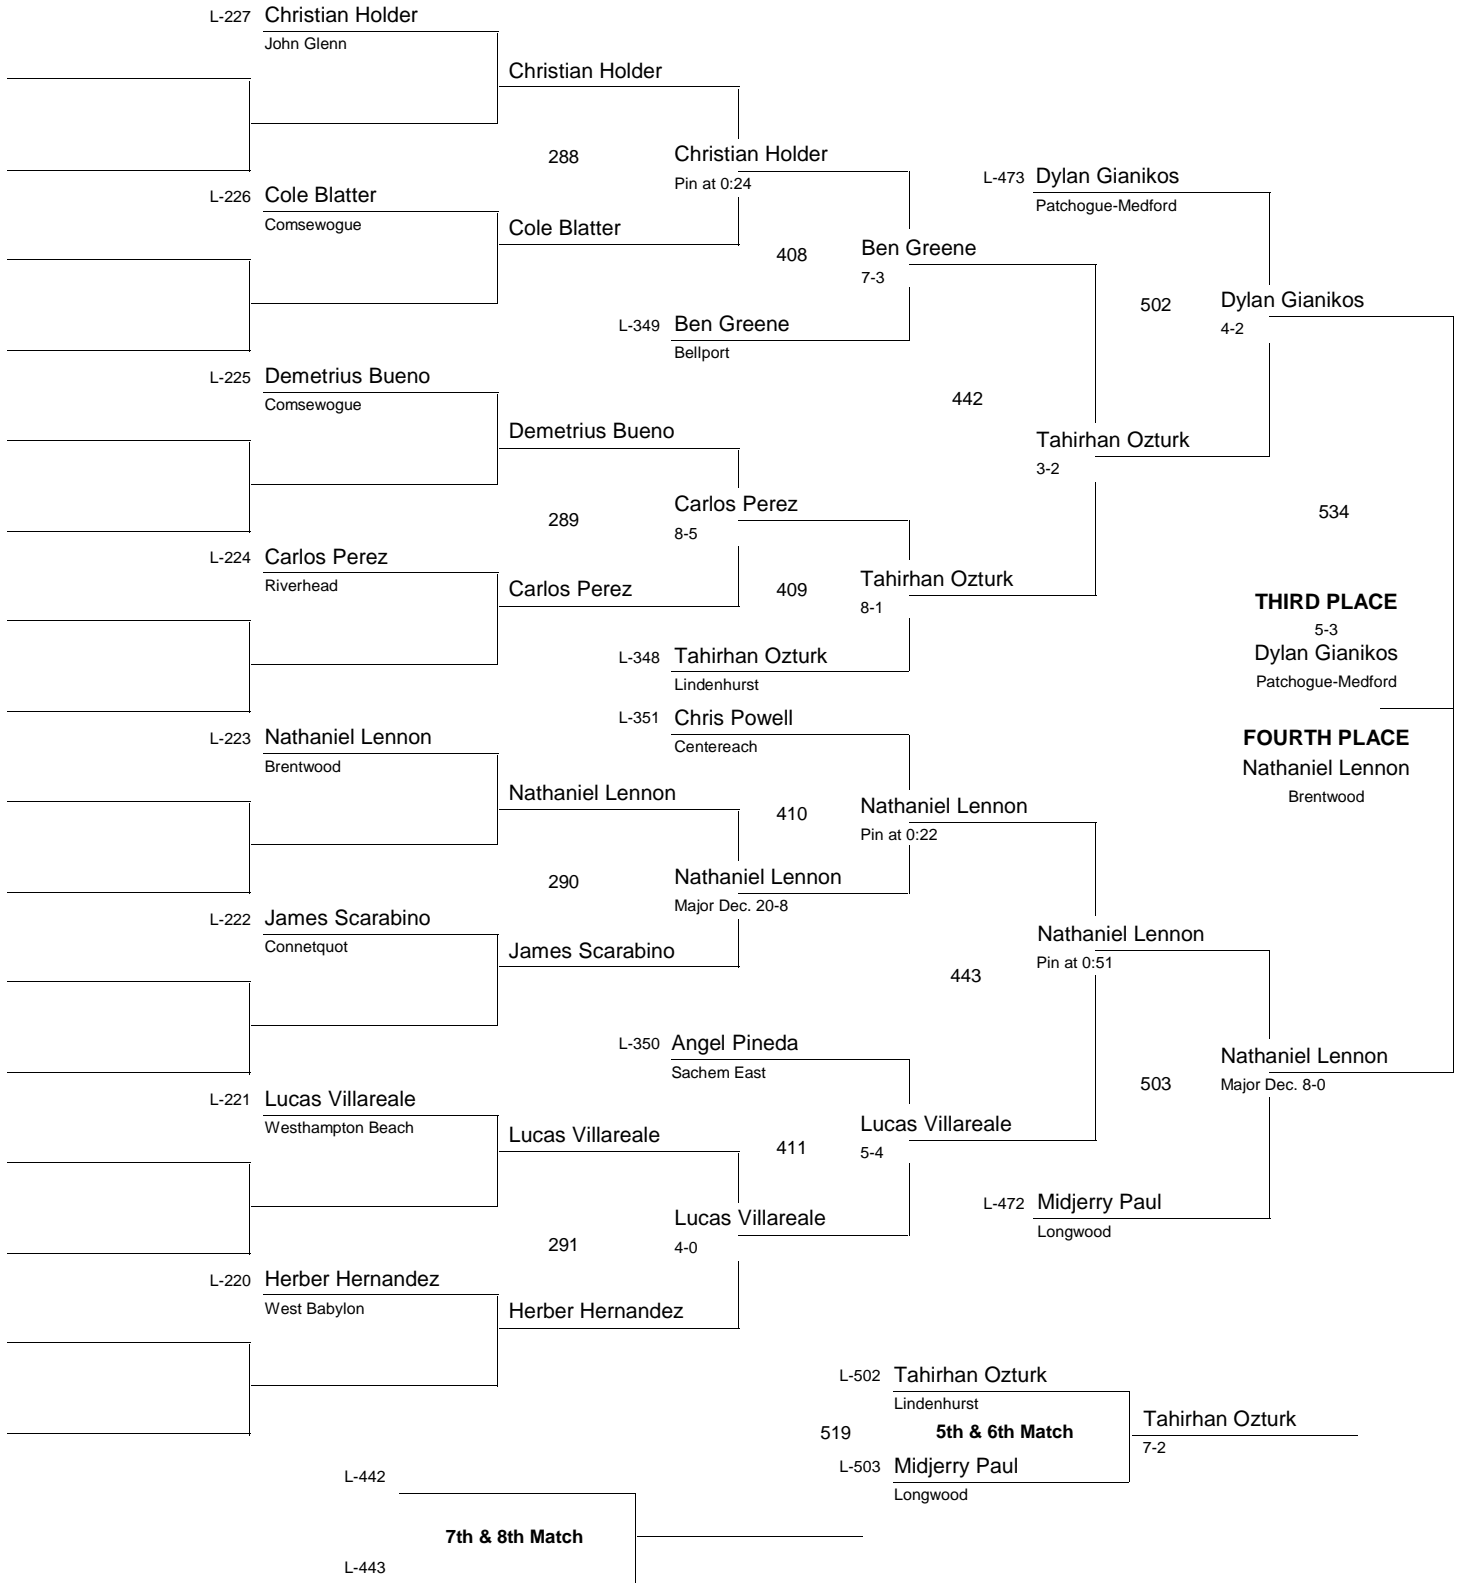 L-227 Christian Holder
John Glenn
Christian Holder
288
Christian Holder
Pin at 0:24
L-226 Cole Blatter
Comsewogue
Cole Blatter
408
Ben Greene
7-3
L-349 Ben Greene
Bellport
L-473 Dylan Gianikos
Patchogue-Medford
502
Dylan Gianikos
4-2
L-225 Demetrius Bueno
Comsewogue
Demetrius Bueno
442
Tahirhan Ozturk
3-2
289
Carlos Perez
8-5
L-224 Carlos Perez
Riverhead
Carlos Perez
409
Tahirhan Ozturk
8-1
L-348 Tahirhan Ozturk
Lindenhurst
534
THIRD PLACE
5-3
Dylan Gianikos
Patchogue-Medford
FOURTH PLACE
Nathaniel Lennon
Brentwood
L-351 Chris Powell
Centereach
L-223 Nathaniel Lennon
Brentwood
Nathaniel Lennon
410
Nathaniel Lennon
Pin at 0:22
290
Nathaniel Lennon
Major Dec. 20-8
L-222 James Scarabino
Connetquot
James Scarabino
443
Nathaniel Lennon
Pin at 0:51
L-350 Angel Pineda
Sachem East
503
Nathaniel Lennon
Major Dec. 8-0
L-221 Lucas Villareale
Westhampton Beach
Lucas Villareale
411
Lucas Villareale
5-4
291
Lucas Villareale
4-0
L-472 Midjerry Paul
Longwood
L-220 Herber Hernandez
West Babylon
Herber Hernandez
L-502 Tahirhan Ozturk
Lindenhurst
519
5th & 6th Match
Tahirhan Ozturk
7-2
L-503 Midjerry Paul
Longwood
L-442
7th & 8th Match
L-443